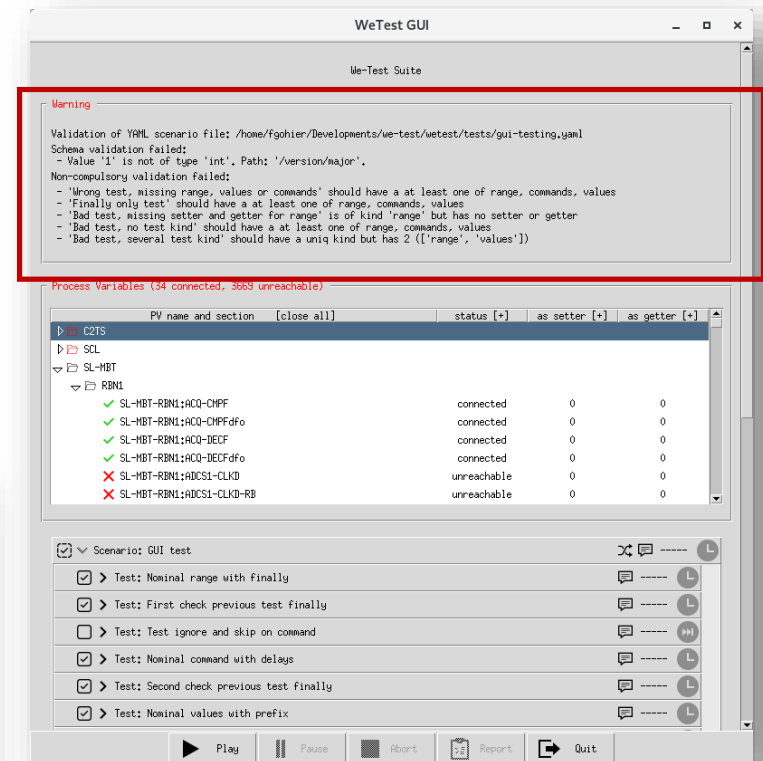 WeTest GUI
We-Test Suite
Warning
Validation of YAML scenario file: /home/fgohier/Developments/we-test/wetest/tests/gui-testing.yaml
Schema validation failed:
- Value '1' is not of type 'int'. Path: '/version/major'.
Non-compulsory validation failed:
- 'Wrong test, missing range, values or commands' should have a at least one of range, commands, values
- 'Finally only test' should have a at least one of range, commands, values
- 'Bad test, missing setter and getter for range' is of kind 'range' but has no setter or getter
- 'Bad test, no test kind' should have a at least one of range, commands, values
- 'Bad test, several test kind' should have a uniq kind but has 2 (['range', 'values'])
Process Variables (34 connected, 3669 unreachable)
PV name and section [close all] status [+] as setter [+] as getter [+]
C2TS
SCL
SL-MBT
RBN1
SL-MBT-RBN1:ACQ-CMPF connected 0 0
SL-MBT-RBN1:ACQ-CMPFdfo connected 0 0
SL-MBT-RBN1:ACQ-DECF connected 0 0
SL-MBT-RBN1:ACQ-DECFdfo connected 0 0
SL-MBT-RBN1:ADCS1-CLKD unreachable 0 0
SL-MBT-RBN1:ADCS1-CLKD-RB unreachable 0 0
Scenario: GUI test -----
Test: Nominal range with finally -----
Test: First check previous test finally -----
Test: Test ignore and skip on command -----
Test: Nominal command with delays -----
Test: Second check previous test finally -----
Test: Nominal values with prefix -----
Play Pause Abort Report Quit